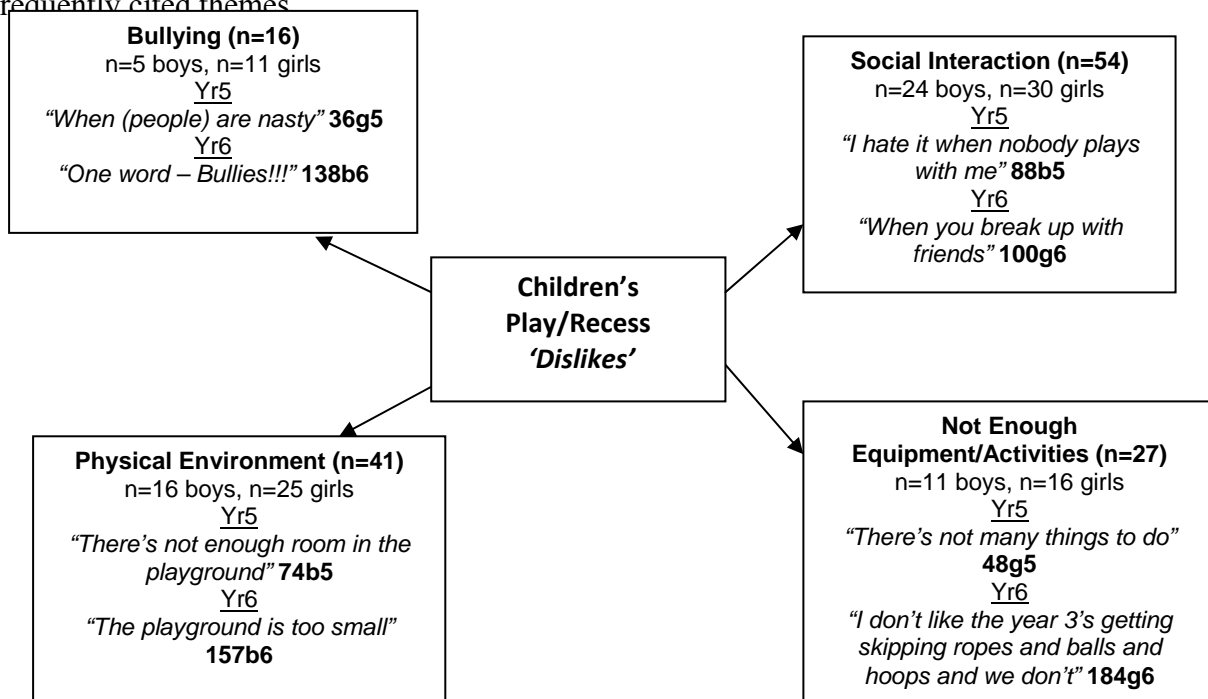 requently cited themes
Bullying (n=16)
n=5 boys, n=11 girls
Yr5
“When (people) are nasty” 36g5
Yr6
“One word – Bullies!!!” 138b6
Social Interaction (n=54)
n=24 boys, n=30 girls
Yr5
“I hate it when nobody plays
with me” 88b5
Yr6
“When you break up with
friends” 100g6
Children’s
Play/Recess
‘Dislikes’
Physical Environment (n=41)
n=16 boys, n=25 girls
Yr5
“There’s not enough room in the
playground” 74b5
Yr6
“The playground is too small”
157b6
Not Enough
Equipment/Activities (n=27)
n=11 boys, n=16 girls
Yr5
“There’s not many things to do”
48g5
Yr6
“I don’t like the year 3’s getting
skipping ropes and balls and
hoops and we don’t” 184g6